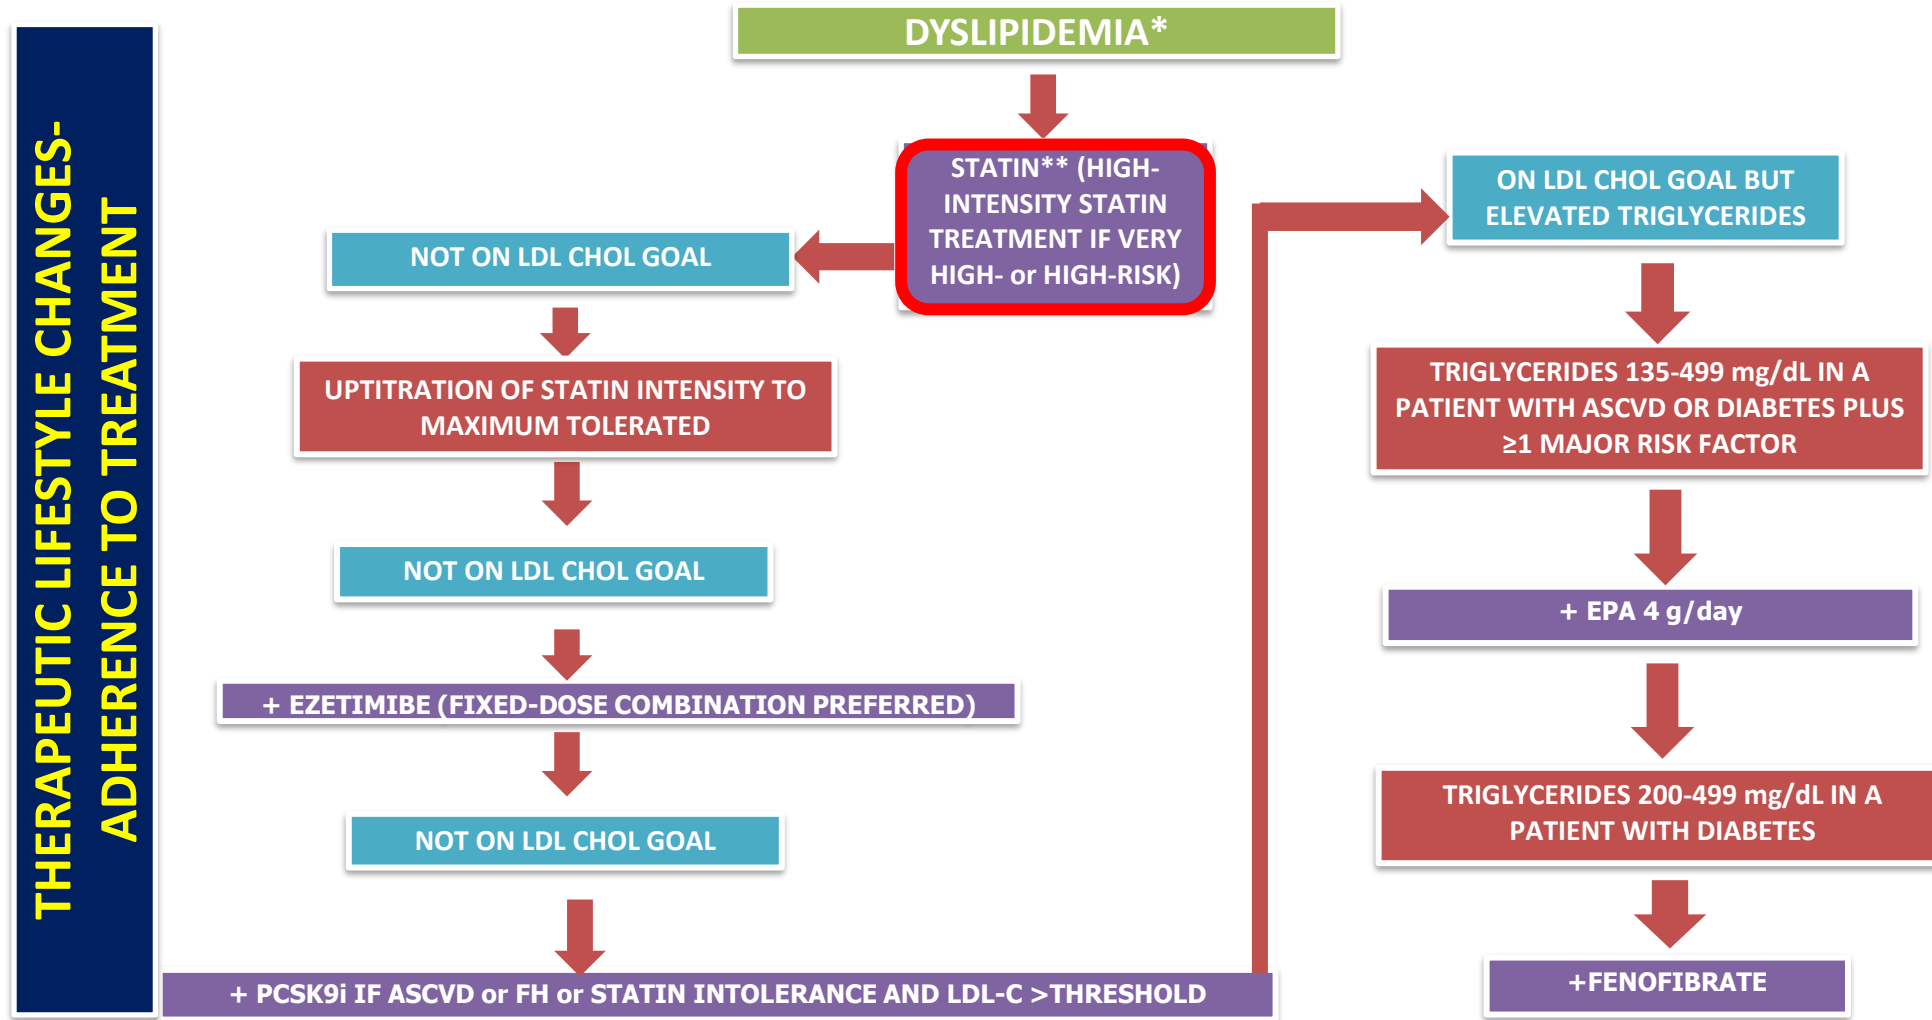 THERAPEUTIC LIFESTYLE CHANGES-
ADHERENCE TO TREATMENT
DYSLIPIDEMIA*
STATIN** (HIGH-
INTENSITY STATIN
TREATMENT IF VERY
HIGH- or HIGH-RISK)
NOT ON LDL CHOL GOAL
UPTITRATION OF STATIN INTENSITY TO
MAXIMUM TOLERATED
NOT ON LDL CHOL GOAL
+ EZETIMIBE (FIXED-DOSE COMBINATION PREFERRED)
NOT ON LDL CHOL GOAL
+ PCSK9i IF ASCVD or FH or STATIN INTOLERANCE AND LDL-C >THRESHOLD
ON LDL CHOL GOAL BUT
ELEVATED TRIGLYCERIDES
TRIGLYCERIDES 135-499 mg/dL IN A
PATIENT WITH ASCVD OR DIABETES PLUS
≥1 MAJOR RISK FACTOR
+ EPA 4 g/day
TRIGLYCERIDES 200-499 mg/dL IN A
PATIENT WITH DIABETES
+FENOFIBRATE